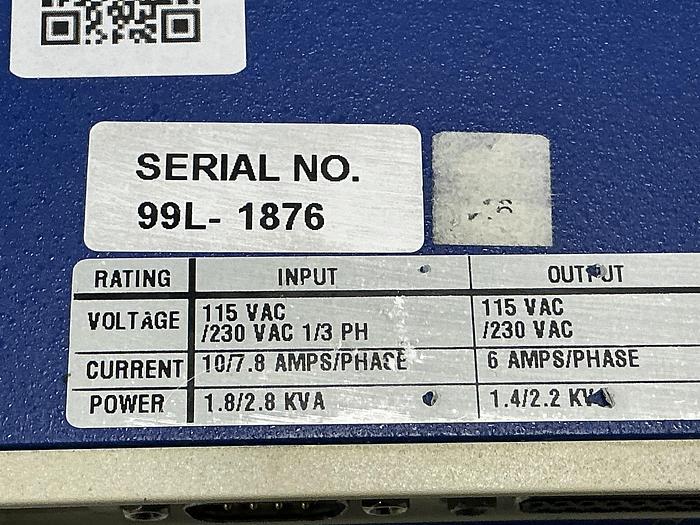 SERIAL NO.
99L- 1876
RATING INPUT OUTPUT
VOLTAGE 115 VAC /230 VAC 1/3 PH 115 VAC /230 VAC
CURRENT 10/7.8 AMPS/PHASE 6 AMPS/PHASE
POWER 1.8/2.8 KVA 1.4/2.2 KVA